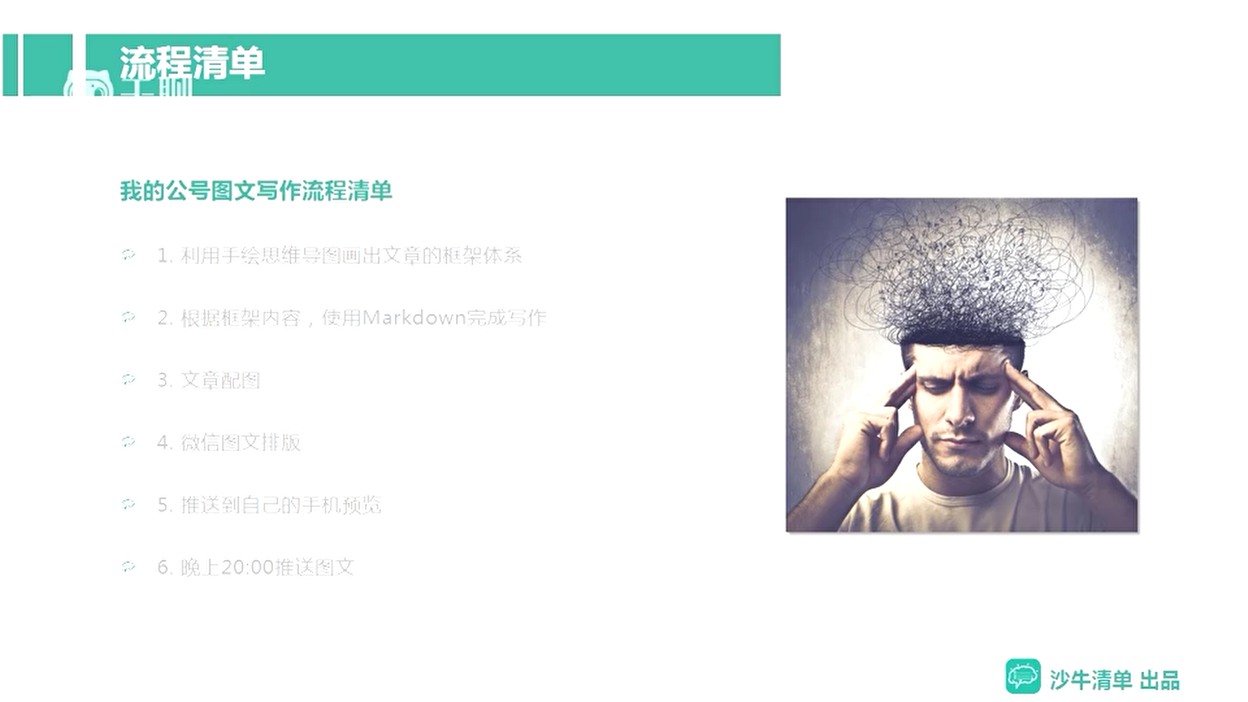 流程清单
千聊
我的公号图文写作流程清单
1. 利用手绘思维导图画出文章的框架体系
2. 根据框架内容，使用Markdown完成写作
3. 文章配图
4. 微信图文排版
5. 推送到自己的手机预览
6. 晚上20:00推送图文
沙牛清单 出品